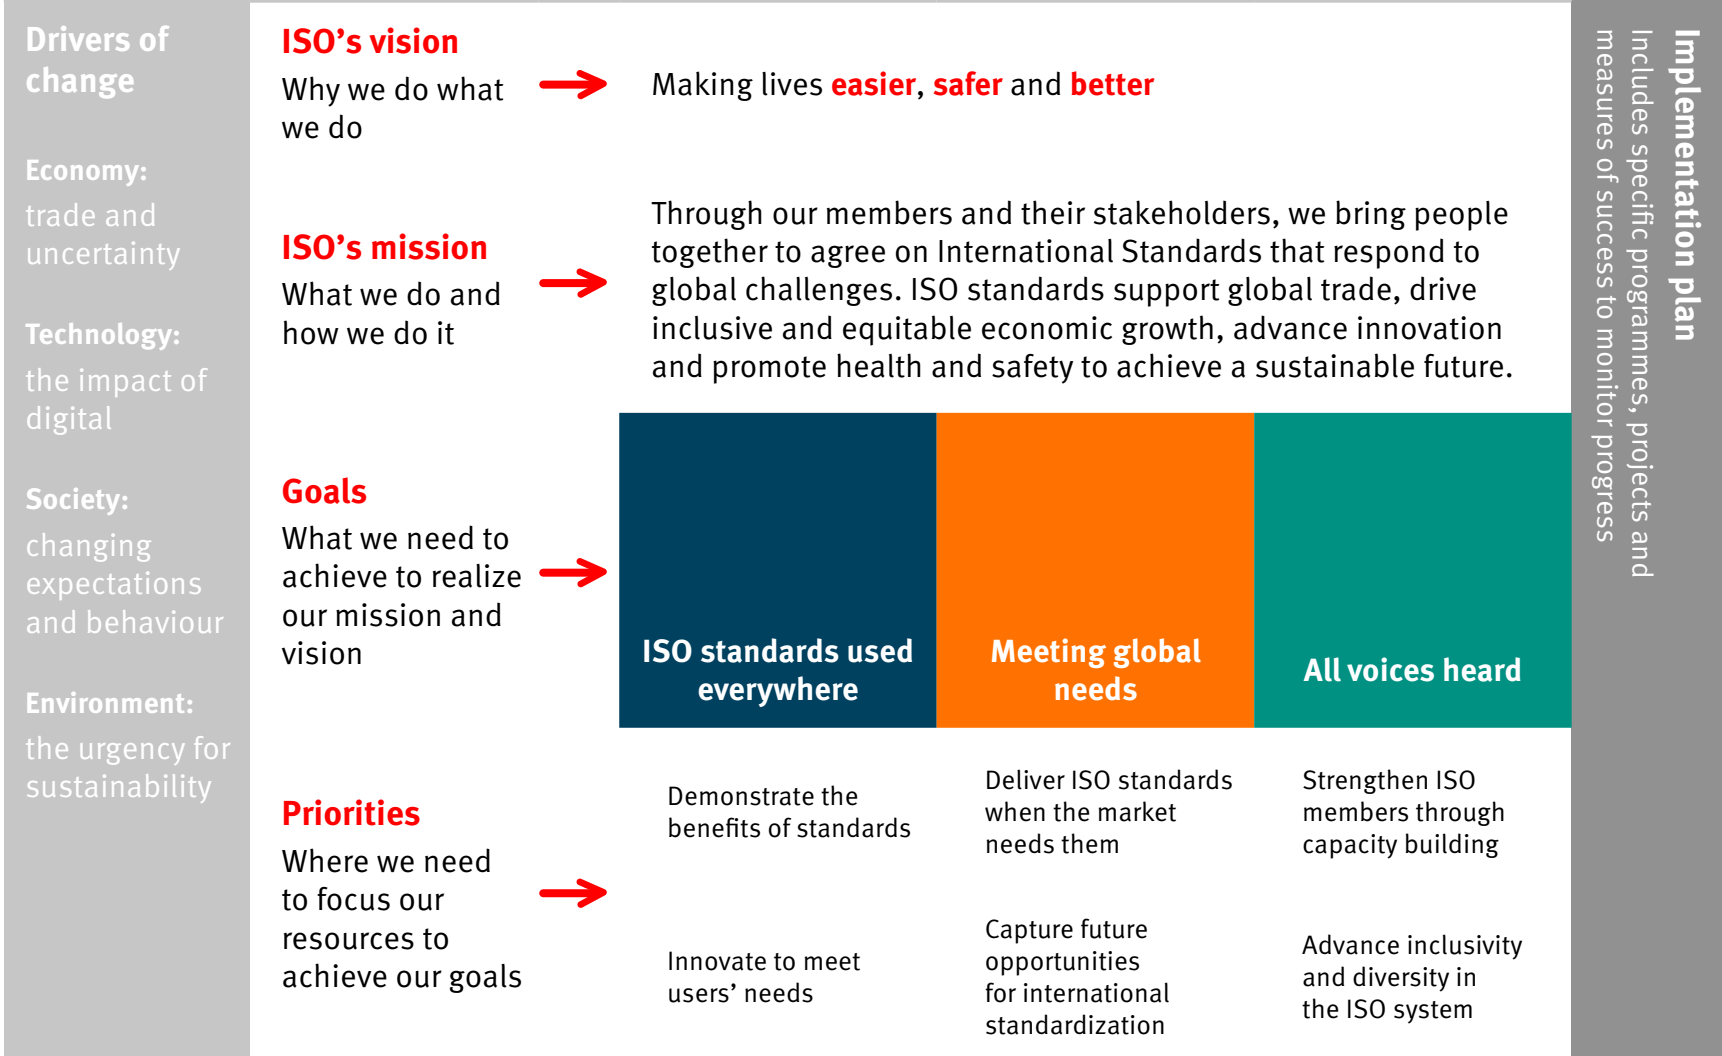 Drivers of
change
Economy:
trade and
uncertainty
Technology:
the impact of
digital
Society:
changing
expectations
and behaviour
Environment:
the urgency for
sustainability
ISO’s vision
Why we do what
we do
Making lives easier, safer and better
ISO’s mission
What we do and
how we do it
Through our members and their stakeholders, we bring people
together to agree on International Standards that respond to
global challenges. ISO standards support global trade, drive
inclusive and equitable economic growth, advance innovation
and promote health and safety to achieve a sustainable future.
Goals
What we need to
achieve to realize
our mission and
vision
ISO standards used
everywhere
Meeting global
needs
All voices heard
Priorities
Where we need
to focus our
resources to
achieve our goals
Demonstrate the
benefits of standards
Innovate to meet
users’ needs
Deliver ISO standards
when the market
needs them
Capture future
opportunities
for international
standardization
Strengthen ISO
members through
capacity building
Advance inclusivity
and diversity in
the ISO system
Implementation plan
Includes specific programmes, projects and
measures of success to monitor progress